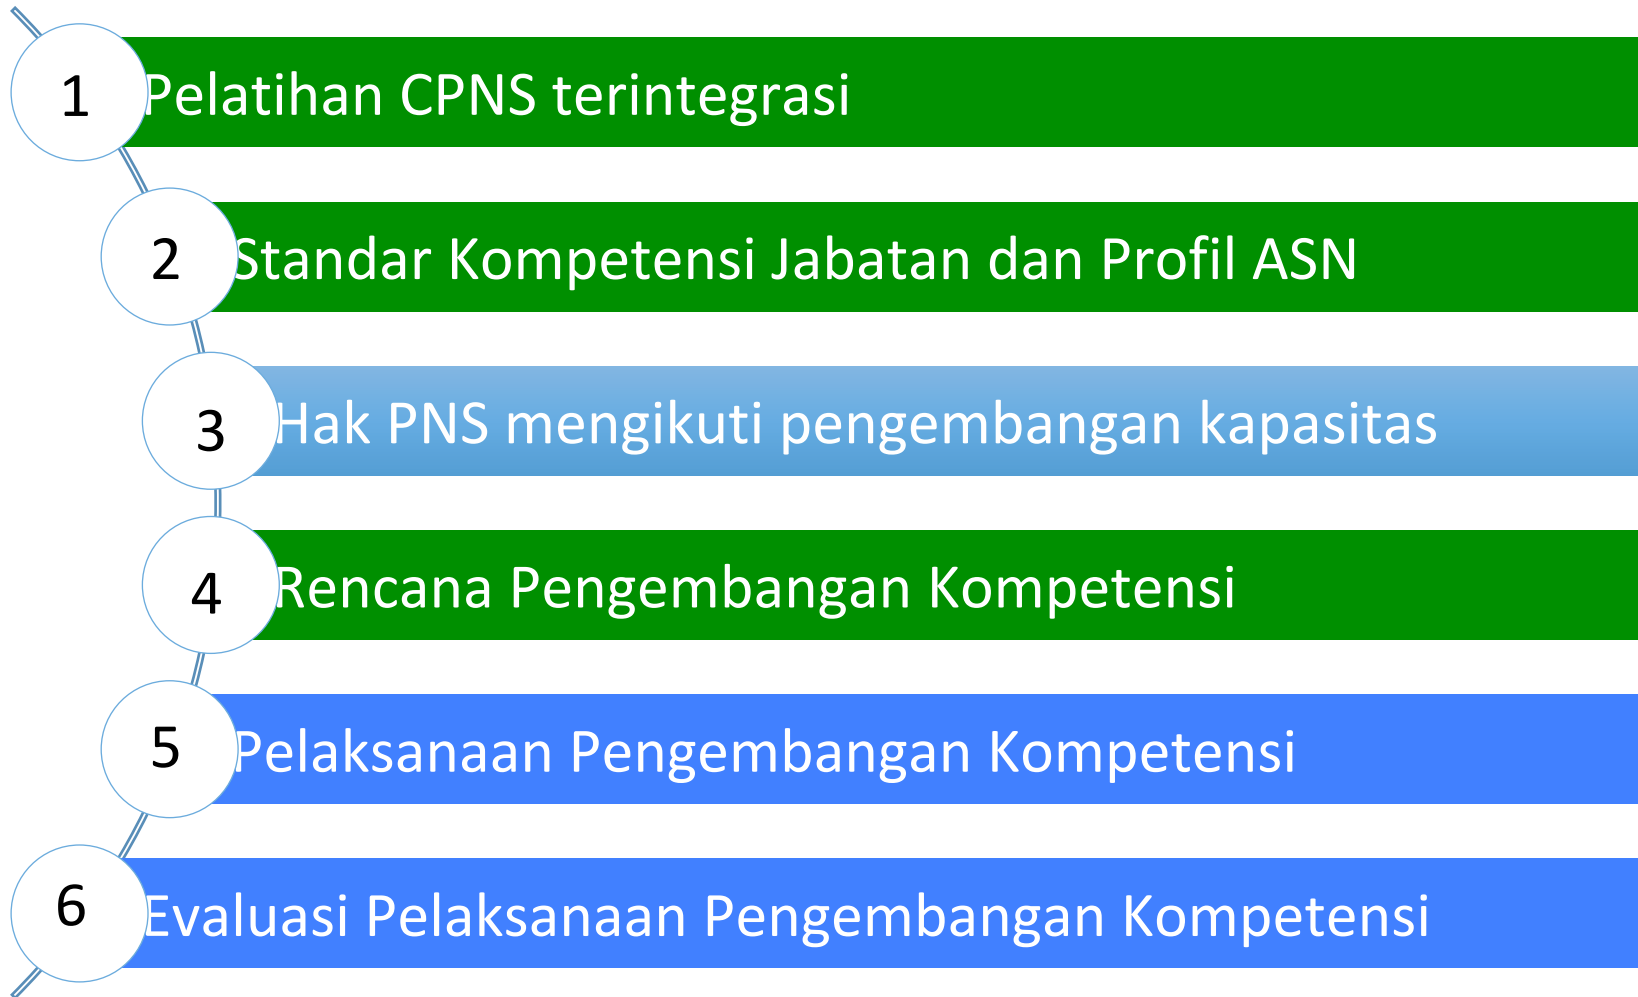 1 Pelatihan CPNS terintegrasi
2 Standar Kompetensi Jabatan dan Profil ASN
3 Hak PNS mengikuti pengembangan kapasitas
4 Rencana Pengembangan Kompetensi
5 Pelaksanaan Pengembangan Kompetensi
6 Evaluasi Pelaksanaan Pengembangan Kompetensi